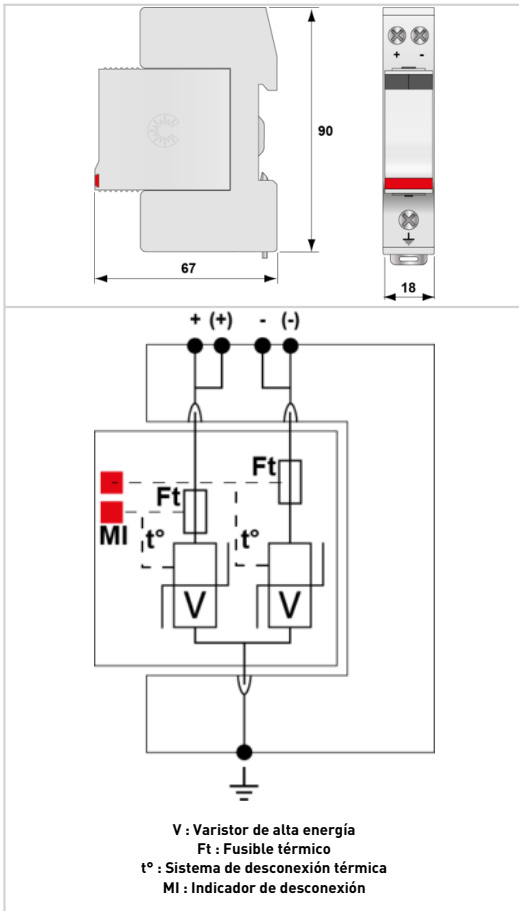 + -
90
67
18
+ (+) - (-)
Ft
Ft
MI
t°
t°
V
V
V : Varistor de alta energía
Ft : Fusible térmico
t° : Sistema de desconexión térmica
MI : Indicador de desconexión